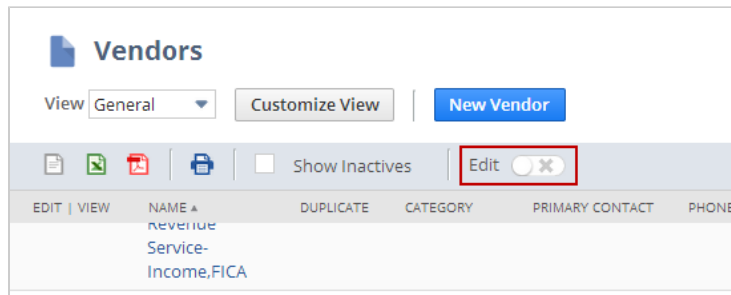 Vendors
View General Customize View New Vendor
Show Inactives Edit
EDIT | VIEW NAME DUPLICATE CATEGORY PRIMARY CONTACT PHONE
Revenue
Service-
Income,FICA